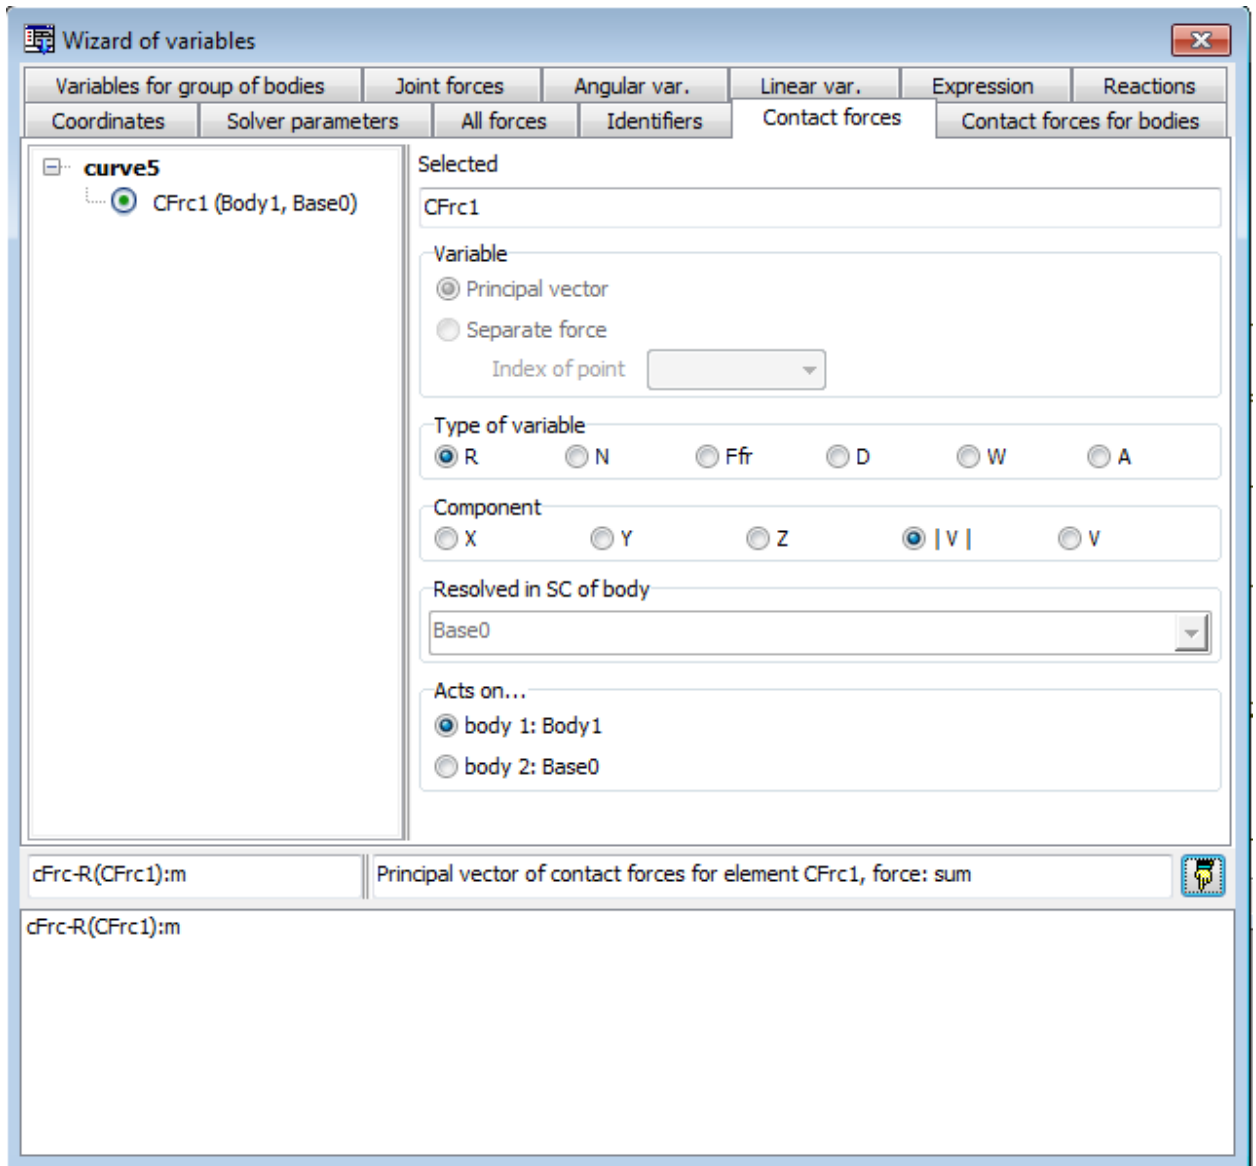 Wizard of variables
Variables for group of bodies Joint forces Angular var. Linear var. Expression Reactions
Coordinates Solver parameters All forces Identifiers Contact forces Contact forces for bodies
curve5
CFrc1 (Body1, Base0)
Selected
CFrc1
Variable
Principal vector
Separate force
Index of point
Type of variable
R N Ffr D W A
Component
X Y Z | V | V
Resolved in SC of body
Base0
Acts on...
body 1: Body1
body 2: Base0
cFrc-R(CFrc1):m Principal vector of contact forces for element CFrc1, force: sum
cFrc-R(CFrc1):m